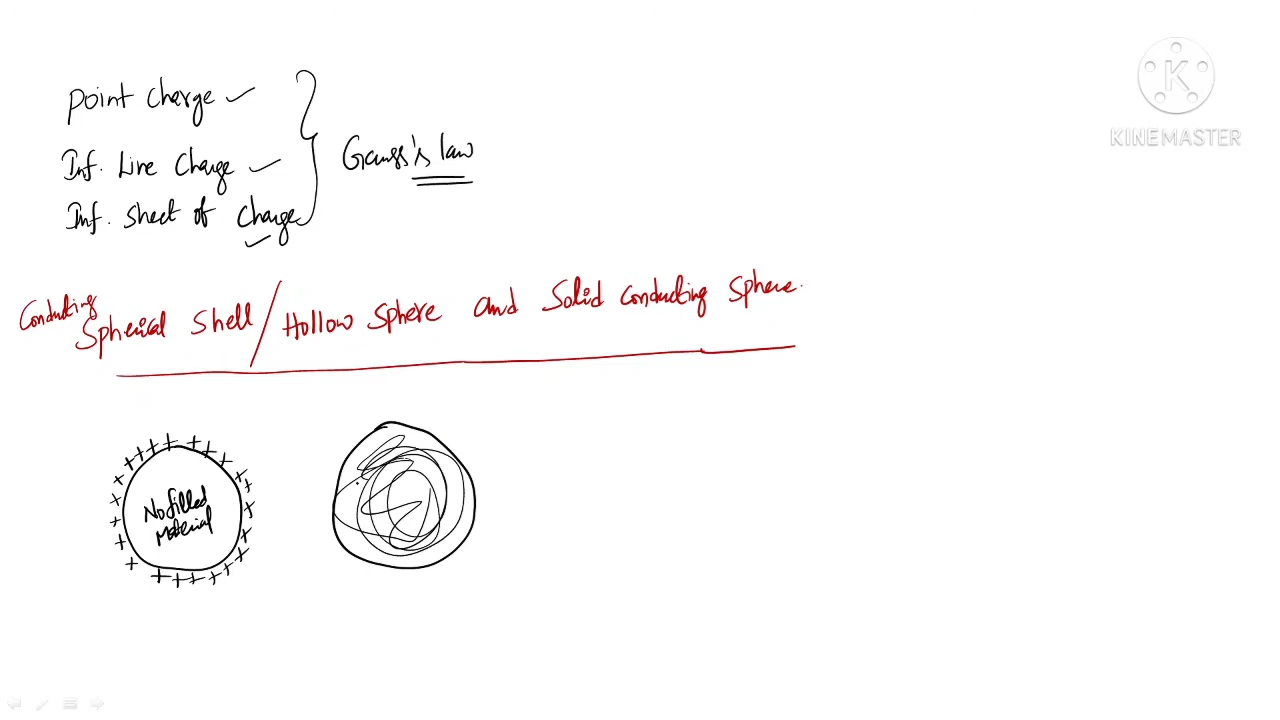 Point charge
Inf. Line Charge
Inf. sheet of Charge
Gauss's law
Conducting
Spherical Shell / Hollow Sphere and Solid conducting Sphere.
No filled
Material
KINEMASTER